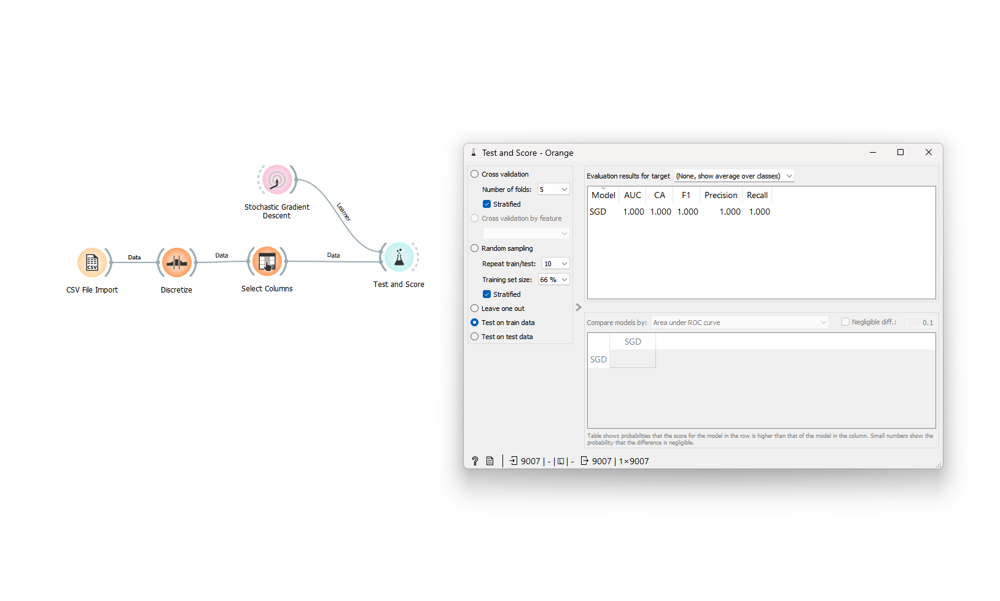 Stochastic Gradient
Descent
Learner
CSV
Data
Data
Data
CSV File Import
Discretize
Select Columns
Test and Score
Test and Score - Orange
Cross validation
Number of folds: 5
Stratified
Cross validation by feature
Random sampling
Repeat train/test: 10
Training set size: 66 %
Stratified
Leave one out
Test on train data
Test on test data
Evaluation results for target (None, show average over classes)
Model AUC CA F1 Precision Recall
SGD 1.000 1.000 1.000 1.000 1.000
Compare models by: Area under ROC curve Negligible diff.: 0.1
SGD
SGD
Table shows probabilities that the score for the model in the row is higher than that of the model in the column. Small numbers show the
probability that the difference is negligible.
? 9007 | - | L | - 9007 | 1×9007